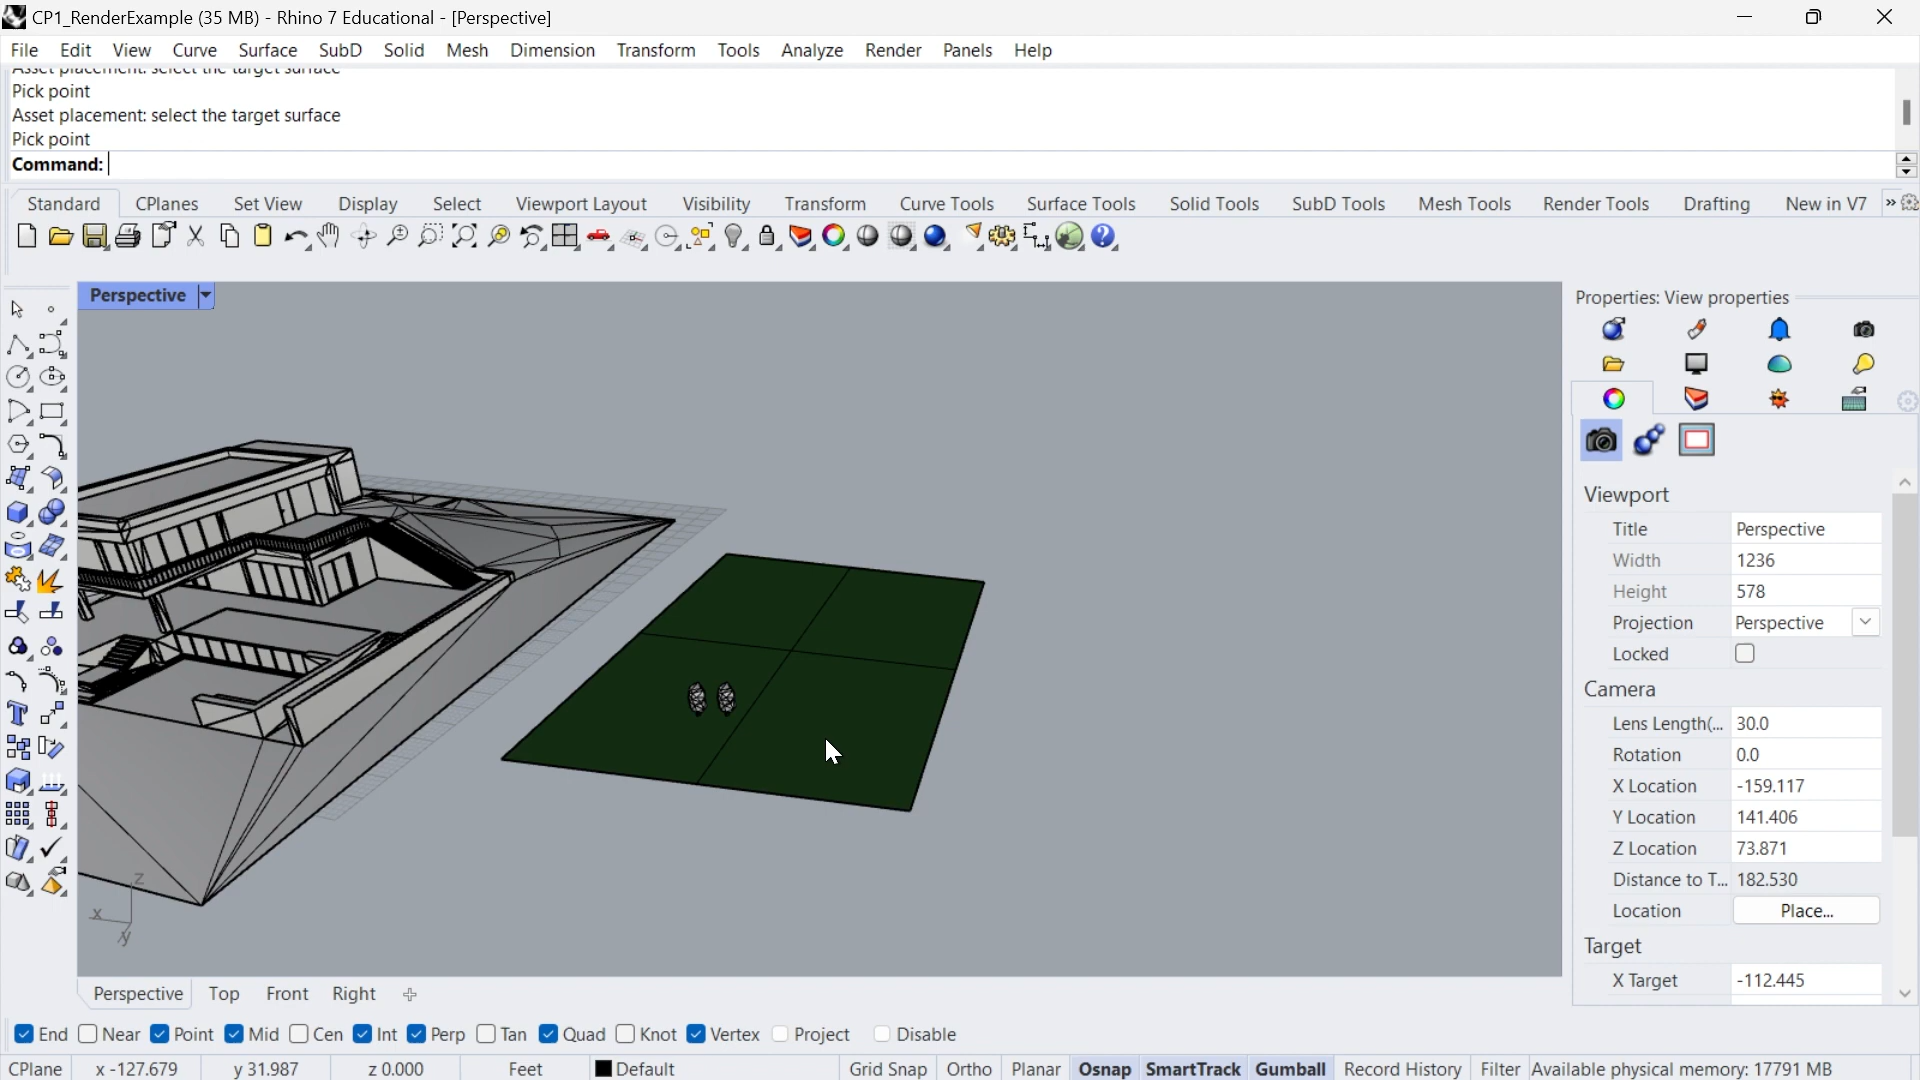 CP1_RenderExample (35 MB) - Rhino 7 Educational - [Perspective]
File Edit View Curve Surface SubD Solid Mesh Dimension Transform Tools Analyze Render Panels Help
Asset placement: select the target surface
Pick point
Asset placement: select the target surface
Pick point
Command:
Standard CPlanes Set View Display Select Viewport Layout Visibility Transform Curve Tools Surface Tools Solid Tools SubD Tools Mesh Tools Render Tools Drafting New in V7 »
Perspective
Properties: View properties
Viewport
Title Perspective
Width 1236
Height 578
Projection Perspective
Locked
Camera
Lens Length(... 30.0
Rotation 0.0
X Location -159.117
Y Location 141.406
Z Location 73.871
Distance to T... 182.530
Location Place...
Target
X Target -112.445
z
x
y
Perspective Top Front Right
End Near Point Mid Cen Int Perp Tan Quad Knot Vertex Project Disable
CPlane x -127.679 y 31.987 z 0.000 Feet Default Grid Snap Ortho Planar Osnap SmartTrack Gumball Record History Filter Available physical memory: 17791 MB